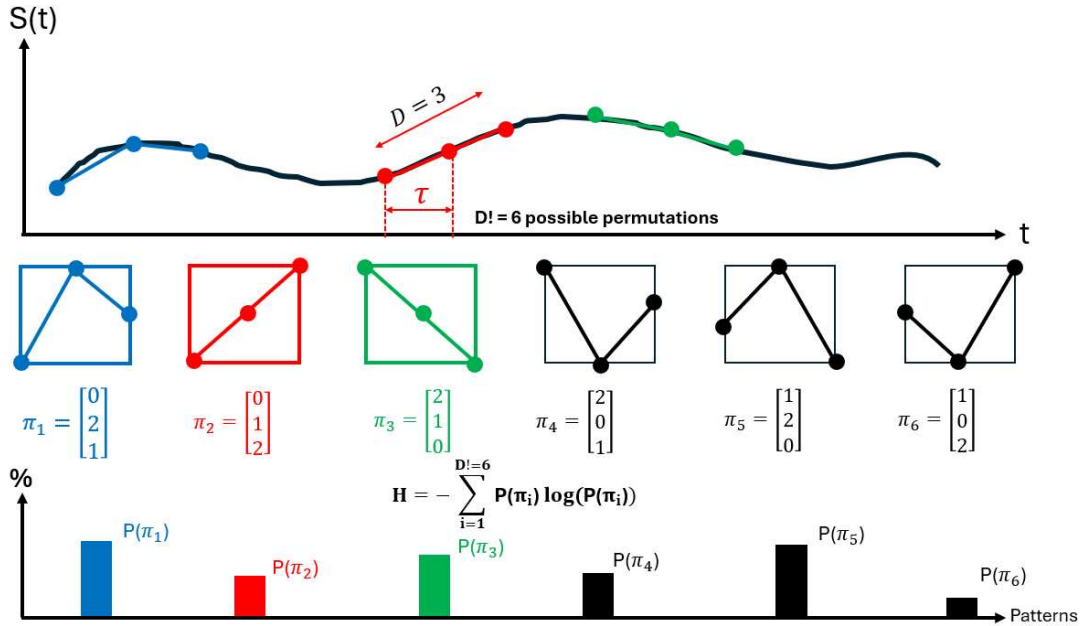 S(t)
D = 3
τ
D! = 6 possible permutations
t
π₁ = [0 2 1]
π₂ = [0 1 2]
π₃ = [2 1 0]
π₄ = [2 0 1]
π₅ = [1 2 0]
π₆ = [1 0 2]
%
H = − ∑ᵢ₌₁ᴰ!⁼⁶ P(πᵢ) log(P(πᵢ))
P(π₁)
P(π₂)
P(π₃)
P(π₄)
P(π₅)
P(π₆)
Patterns